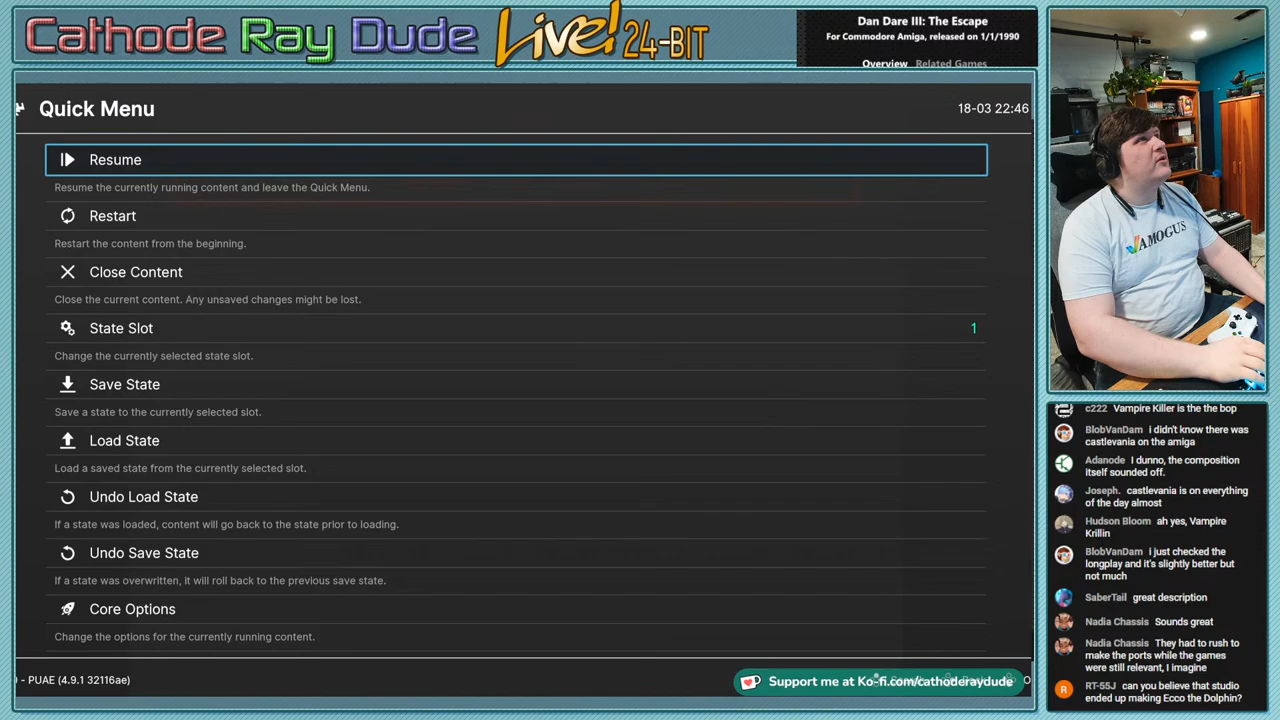 Cathode Ray Dude Live! 24-BIT
Dan Dare III: The Escape
For Commodore Amiga, released on 1/1/1990
Overview Related Games
Quick Menu
18-03 22:46
Resume
Resume the currently running content and leave the Quick Menu.
Restart
Restart the content from the beginning.
Close Content
Close the current content. Any unsaved changes might be lost.
State Slot 1
Change the currently selected state slot.
Save State
Save a state to the currently selected slot.
Load State
Load a saved state from the currently selected slot.
Undo Load State
If a state was loaded, content will go back to the state prior to loading.
Undo Save State
If a state was overwritten, it will roll back to the previous save state.
Core Options
Change the options for the currently running content.
- PUAE (4.9.1 32116ae)
Support me at Ko-fi.com/cathoderaydude
AMOGUS
c222 Vampire Killer is the the bop
BlobVanDam i didn't know there was
castlevania on the amiga
Adanode I dunno, the composition
itself sounded off.
Joseph. castlevania is on everything
of the day almost
Hudson Bloom ah yes, Vampire
Krillin
BlobVanDam i just checked the
longplay and it's slightly better but
not much
SaberTail great description
Nadia Chassis Sounds great
Nadia Chassis They had to rush to
make the ports while the games
were still relevant, I imagine
R RT-55J can you believe that studio
ended up making Ecco the Dolphin?